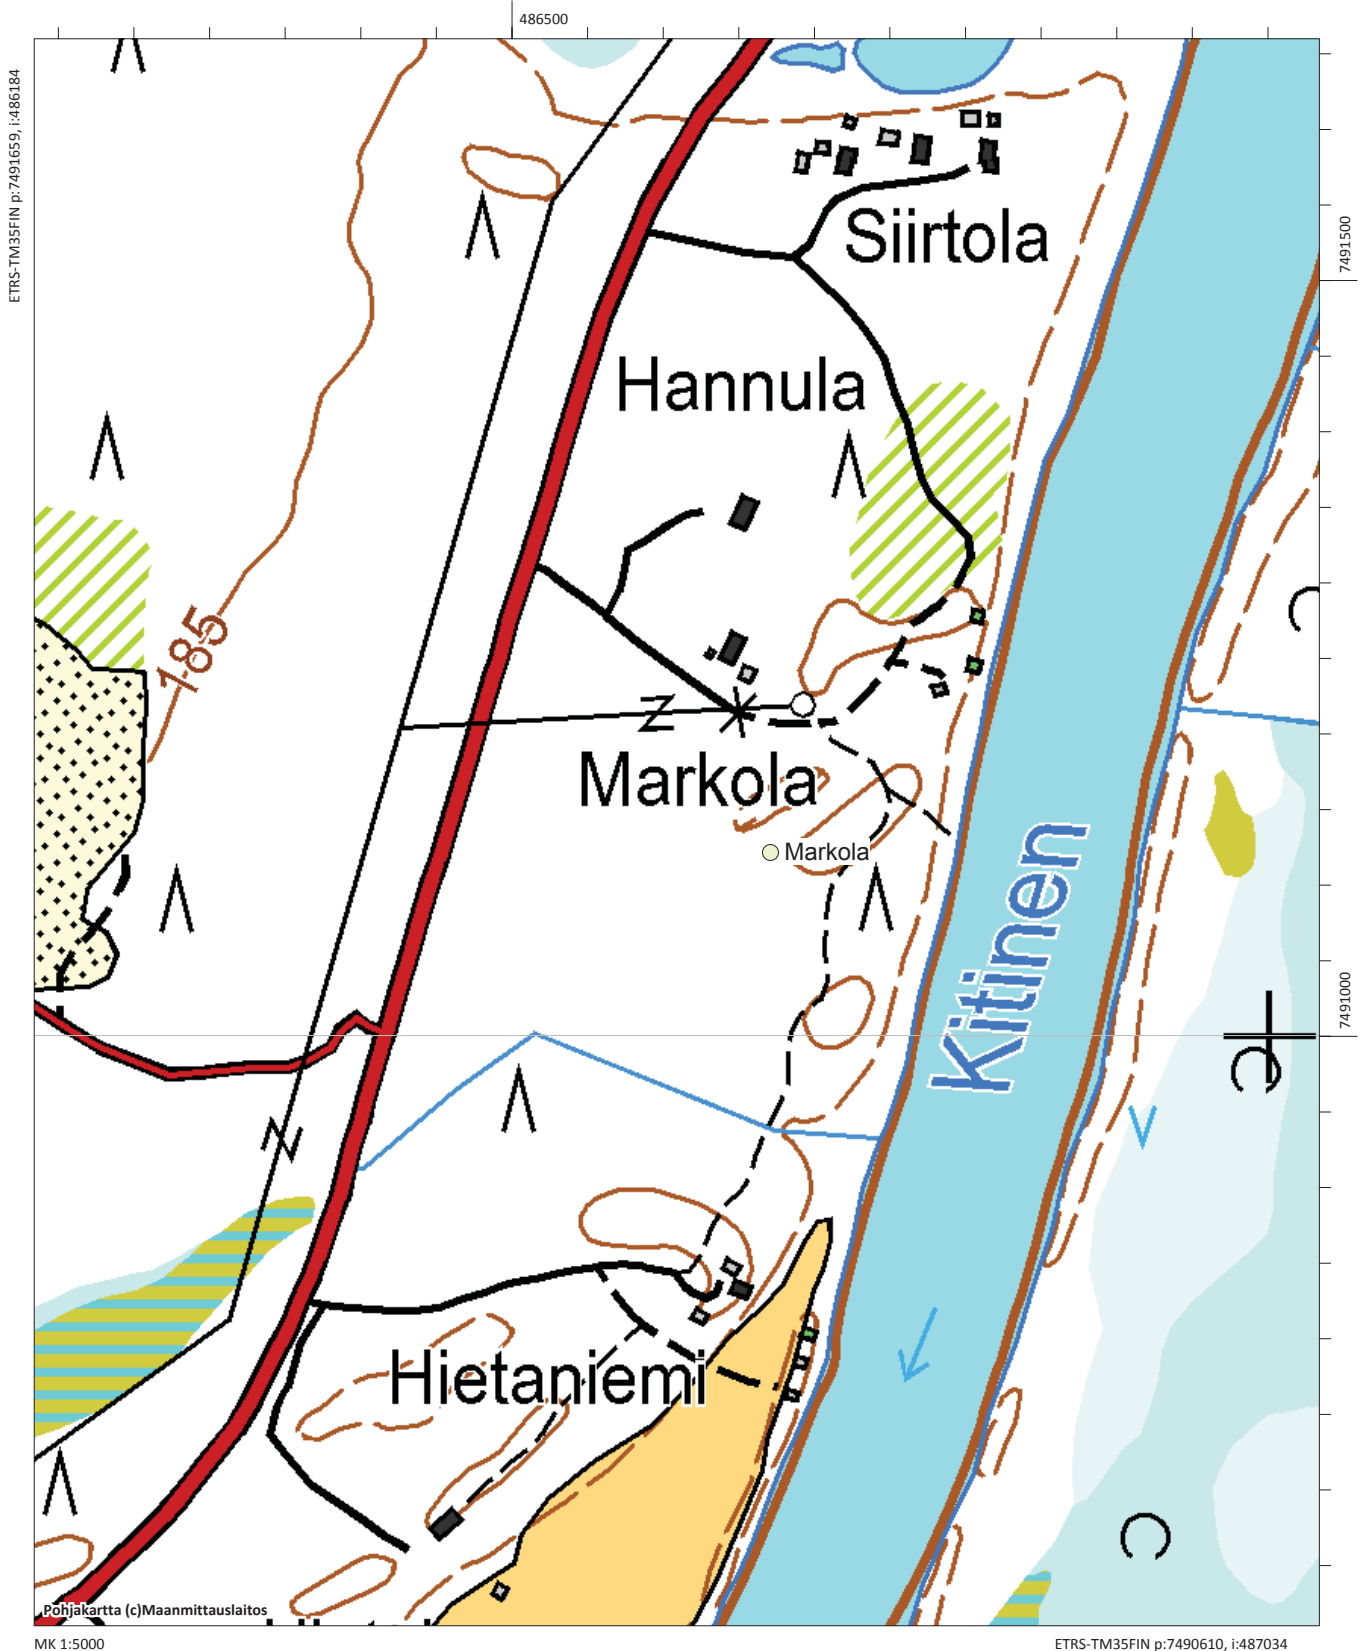 486500
ETRS-TM35FIN p:7491659, i:486184
Siirtola
7491500
Hannula
185
Markola
Markola
Kitinen
7491000
Hietaniemi
Pohjakartta (c)Maanmittauslaitos
MK 1:5000
ETRS-TM35FIN p:7490610, i:487034